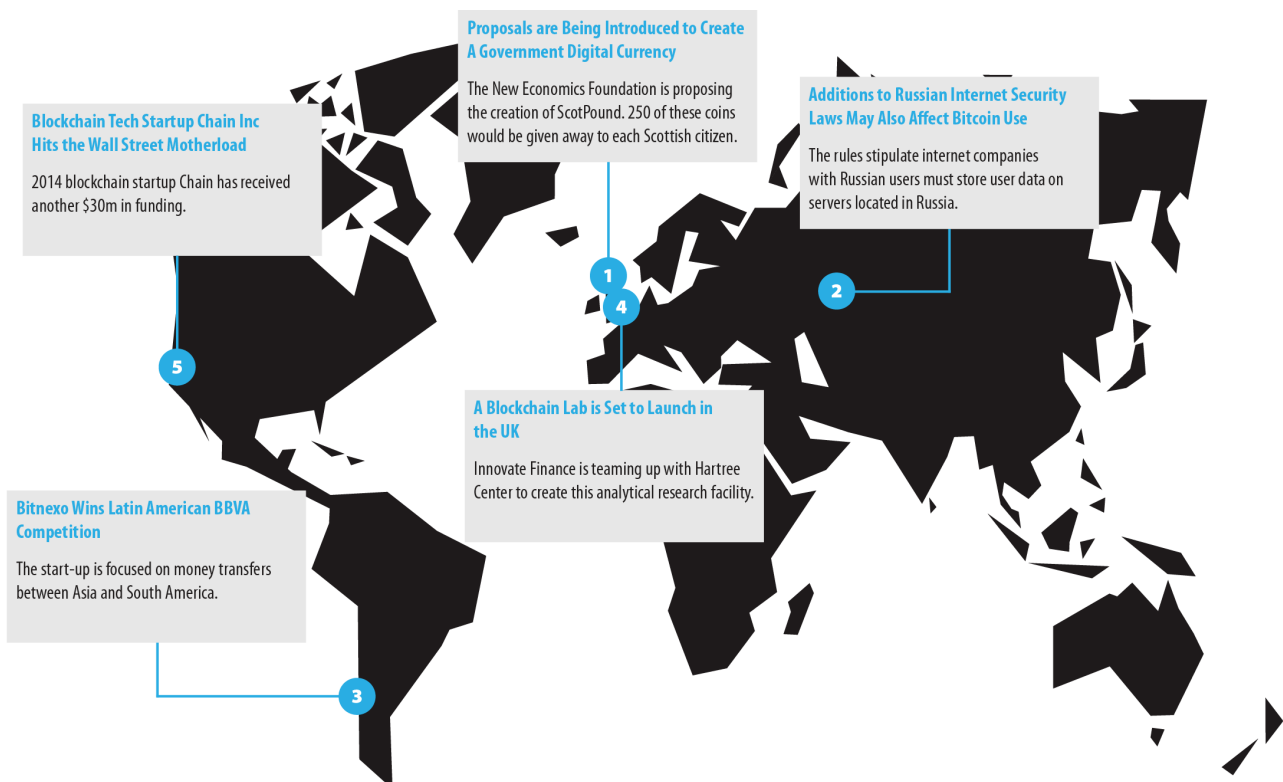 Proposals are Being Introduced to Create
A Government Digital Currency
The New Economics Foundation is proposing
the creation of ScotPound. 250 of these coins
would be given away to each Scottish citizen.
Additions to Russian Internet Security
Laws May Also Affect Bitcoin Use
The rules stipulate internet companies
with Russian users must store user data on
servers located in Russia.
Blockchain Tech Startup Chain Inc
Hits the Wall Street Motherload
2014 blockchain startup Chain has received
another $30m in funding.
1
2
4
5
A Blockchain Lab is Set to Launch in
the UK
Innovate Finance is teaming up with Hartree
Center to create this analytical research facility.
Bitnexo Wins Latin American BBVA
Competition
The start-up is focused on money transfers
between Asia and South America.
3